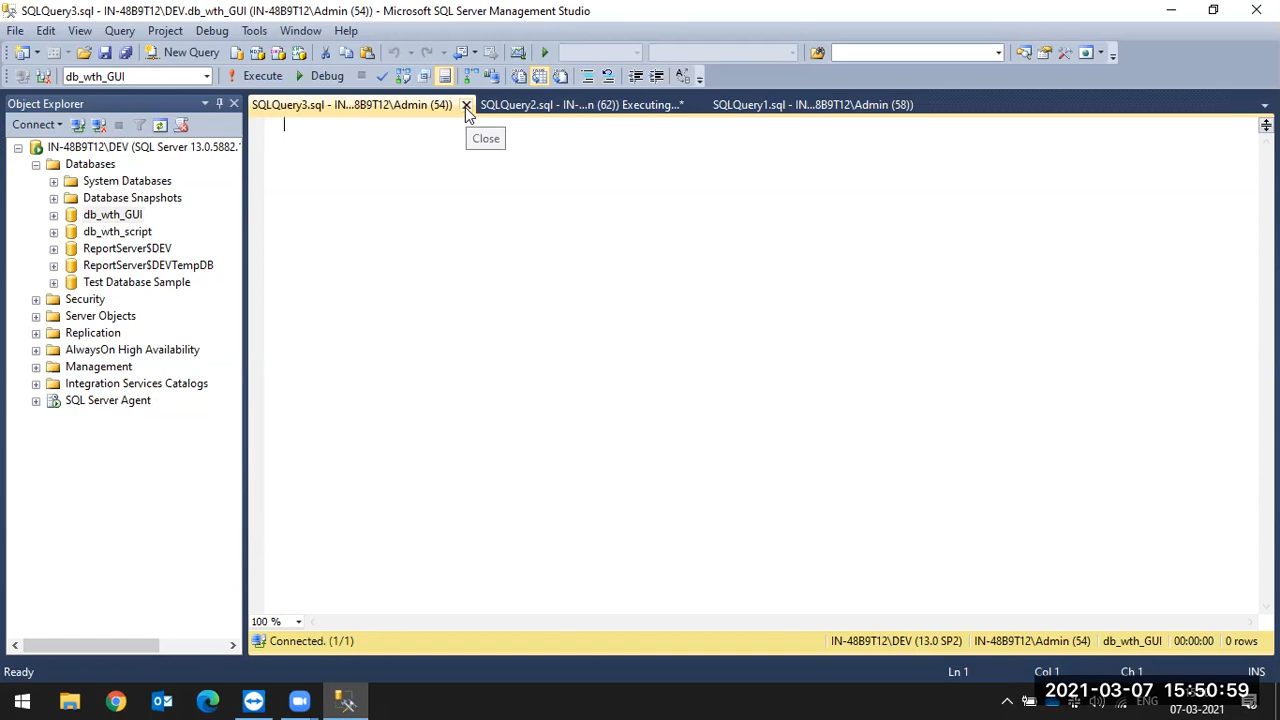 SQLQuery3.sql - IN-48B9T12\DEV.db_wth_GUI (IN-48B9T12\Admin (54)) - Microsoft SQL Server Management Studio
File Edit View Query Project Debug Tools Window Help
New Query
db_wth_GUI Execute Debug
Object Explorer
SQLQuery3.sql - IN...8B9T12\Admin (54)) SQLQuery2.sql - IN-...n (62)) Executing...* SQLQuery1.sql - IN...8B9T12\Admin (58))
Connect
Close
IN-48B9T12\DEV (SQL Server 13.0.5882.
Databases
System Databases
Database Snapshots
db_wth_GUI
db_wth_script
ReportServer$DEV
ReportServer$DEVTempDB
Test Database Sample
Security
Server Objects
Replication
AlwaysOn High Availability
Management
Integration Services Catalogs
SQL Server Agent
100 %
Connected. (1/1) IN-48B9T12\DEV (13.0 SP2) IN-48B9T12\Admin (54) db_wth_GUI 00:00:00 0 rows
Ready Ln 1 Col 1 Ch 1 INS
2021-03-07 15:50:59
ENG
07-03-2021